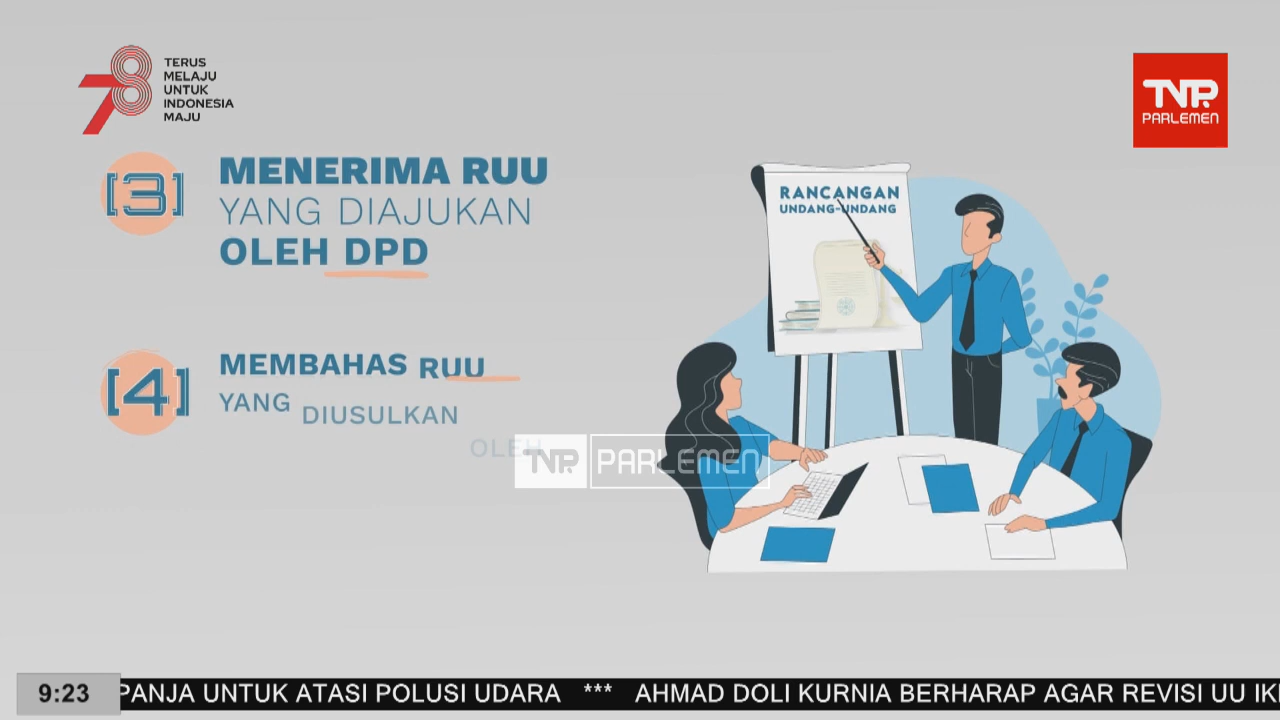 78
TERUS
MELAJU
UNTUK
INDONESIA
MAJU
TVR
PARLEMEN
[3]
MENERIMA RUU
YANG DIAJUKAN
OLEH DPD
[4]
MEMBAHAS RUU
YANG DIUSULKAN
OLEH
RANCANGAN
UNDANG-UNDANG
TVR PARLEMEN
9:23
PANJA UNTUK ATASI POLUSI UDARA *** AHMAD DOLI KURNIA BERHARAP AGAR REVISI UU